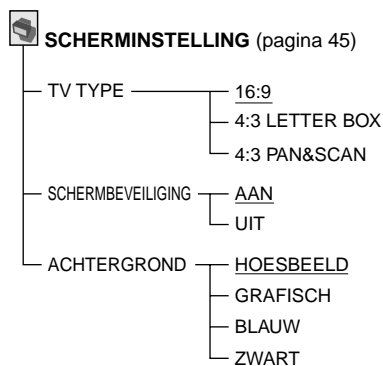 SCHERMINSTELLING (pagina 45)
TV TYPE 16:9
4:3 LETTER BOX
4:3 PAN&SCAN
SCHERMBEVEILIGING AAN
UIT
ACHTERGROND HOESBEELD
GRAFISCH
BLAUW
ZWART